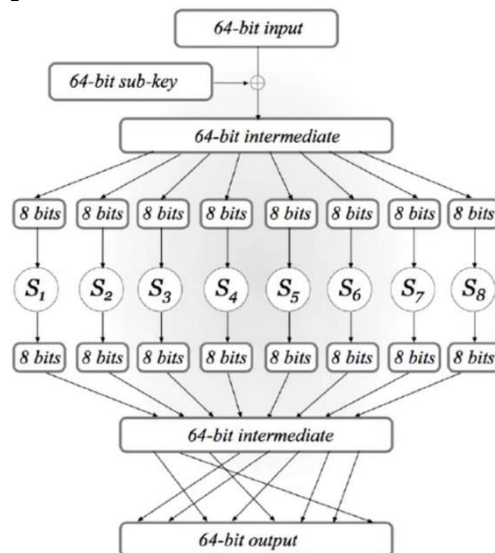 64-bit input
64-bit sub-key
64-bit intermediate
8 bits 8 bits 8 bits 8 bits 8 bits 8 bits 8 bits 8 bits
S1 S2 S3 S4 S5 S6 S7 S8
8 bits 8 bits 8 bits 8 bits 8 bits 8 bits 8 bits 8 bits
64-bit intermediate
64-bit output